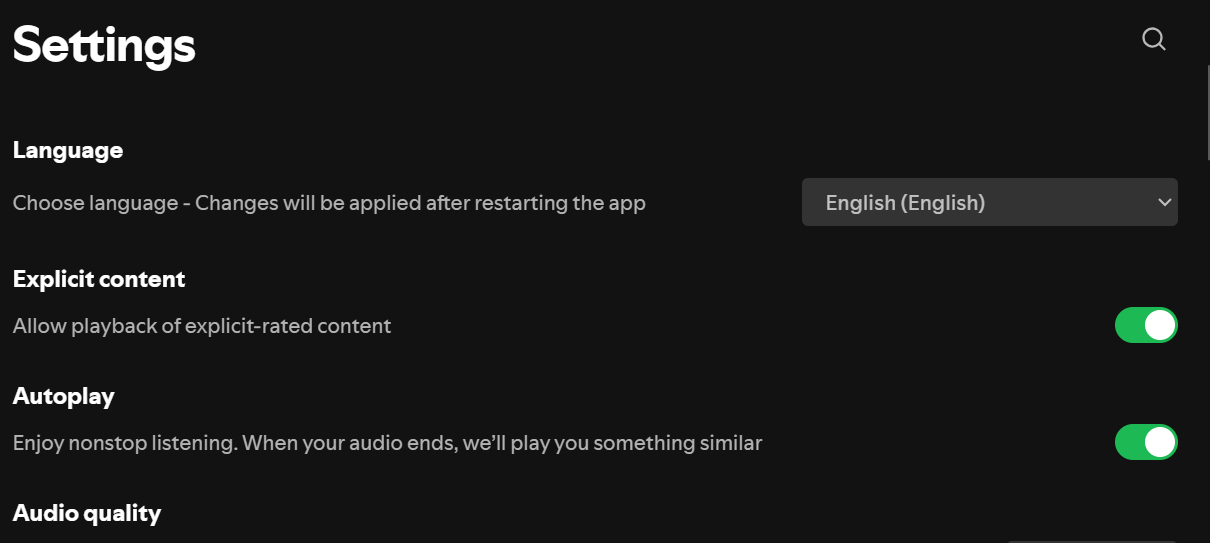 Settings
Language
Choose language - Changes will be applied after restarting the app
English (English)
Explicit content
Allow playback of explicit-rated content
Autoplay
Enjoy nonstop listening. When your audio ends, we’ll play you something similar
Audio quality